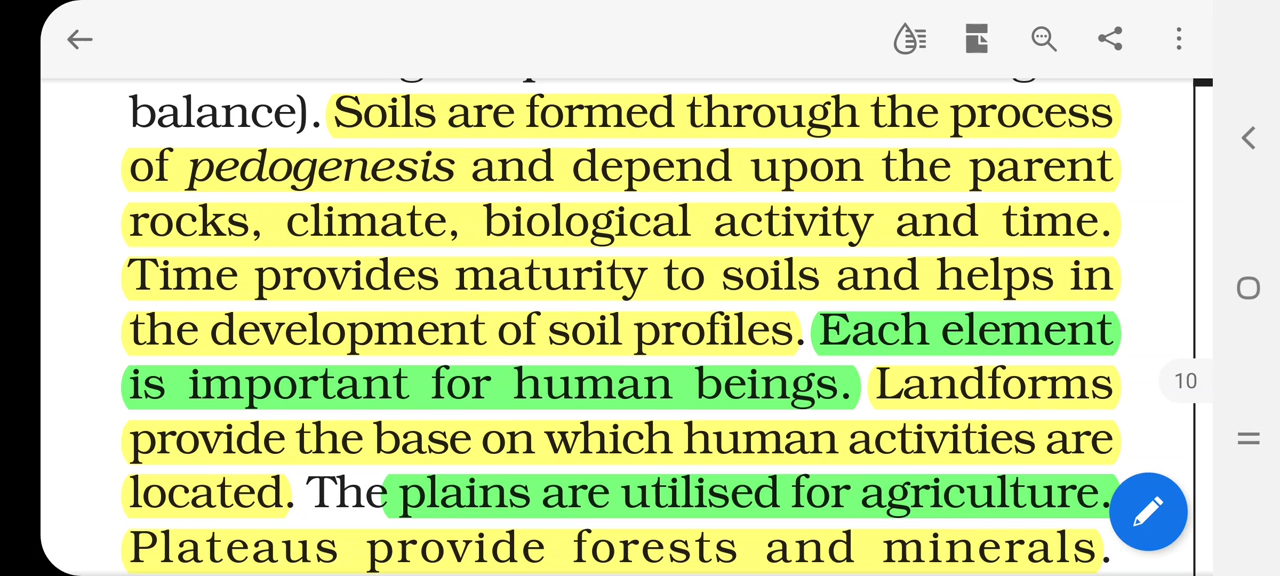 balance). Soils are formed through the process
of pedogenesis and depend upon the parent
rocks, climate, biological activity and time.
Time provides maturity to soils and helps in
the development of soil profiles. Each element
is important for human beings. Landforms
10
provide the base on which human activities are
located. The plains are utilised for agriculture.
Plateaus provide forests and minerals.